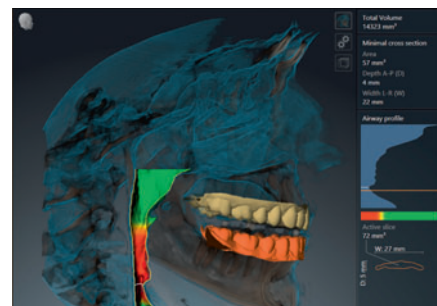 Total Volume
14323 mm³
Minimal cross section
Area
57 mm²
Depth A-P (D)
4 mm
Width L-R (W)
22 mm
Airway profile
Active slice
72 mm²
W: 27 mm
D: 5 mm